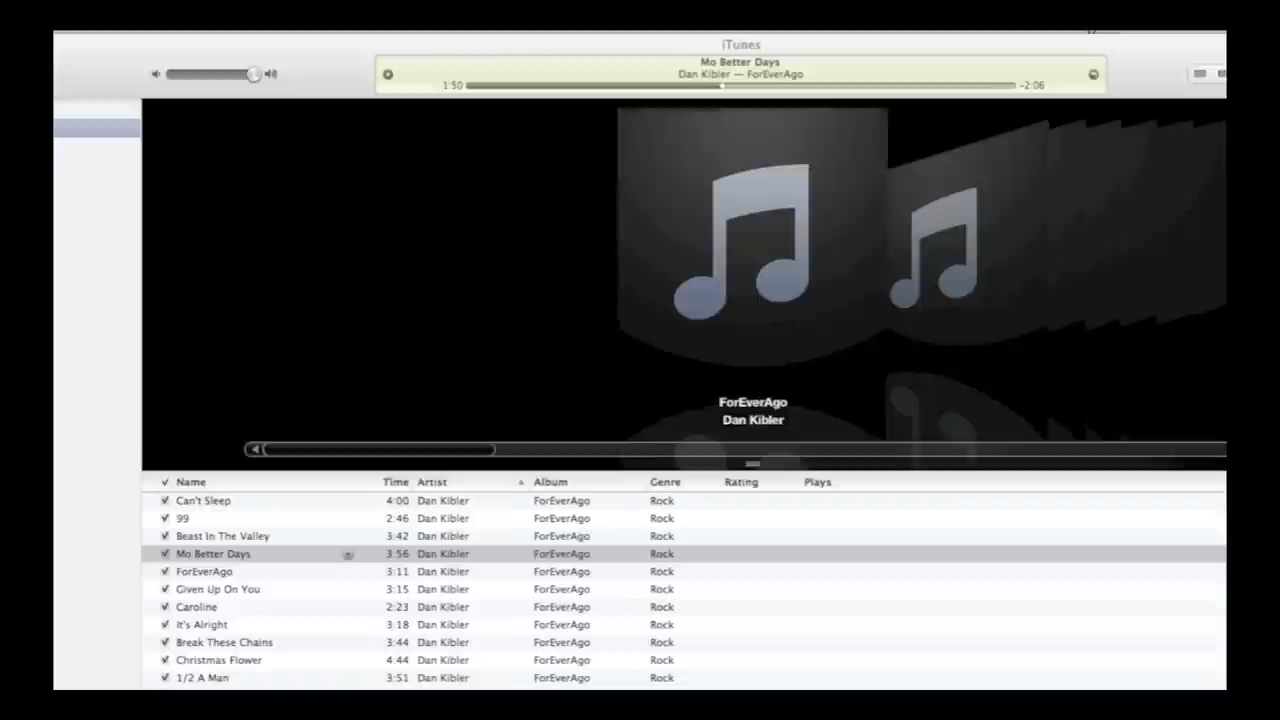 iTunes
Mo Better Days
Dan Kibler — ForEverAgo
1:50 -2:06
ForEverAgo
Dan Kibler
✓ Name Time Artist Album Genre Rating Plays
✓ Can't Sleep 4:00 Dan Kibler ForEverAgo Rock
✓ 99 2:46 Dan Kibler ForEverAgo Rock
✓ Beast In The Valley 3:42 Dan Kibler ForEverAgo Rock
✓ Mo Better Days 3:56 Dan Kibler ForEverAgo Rock
✓ ForEverAgo 3:11 Dan Kibler ForEverAgo Rock
✓ Given Up On You 3:15 Dan Kibler ForEverAgo Rock
✓ Caroline 2:23 Dan Kibler ForEverAgo Rock
✓ It's Alright 3:18 Dan Kibler ForEverAgo Rock
✓ Break These Chains 3:44 Dan Kibler ForEverAgo Rock
✓ Christmas Flower 4:44 Dan Kibler ForEverAgo Rock
✓ 1/2 A Man 3:51 Dan Kibler ForEverAgo Rock